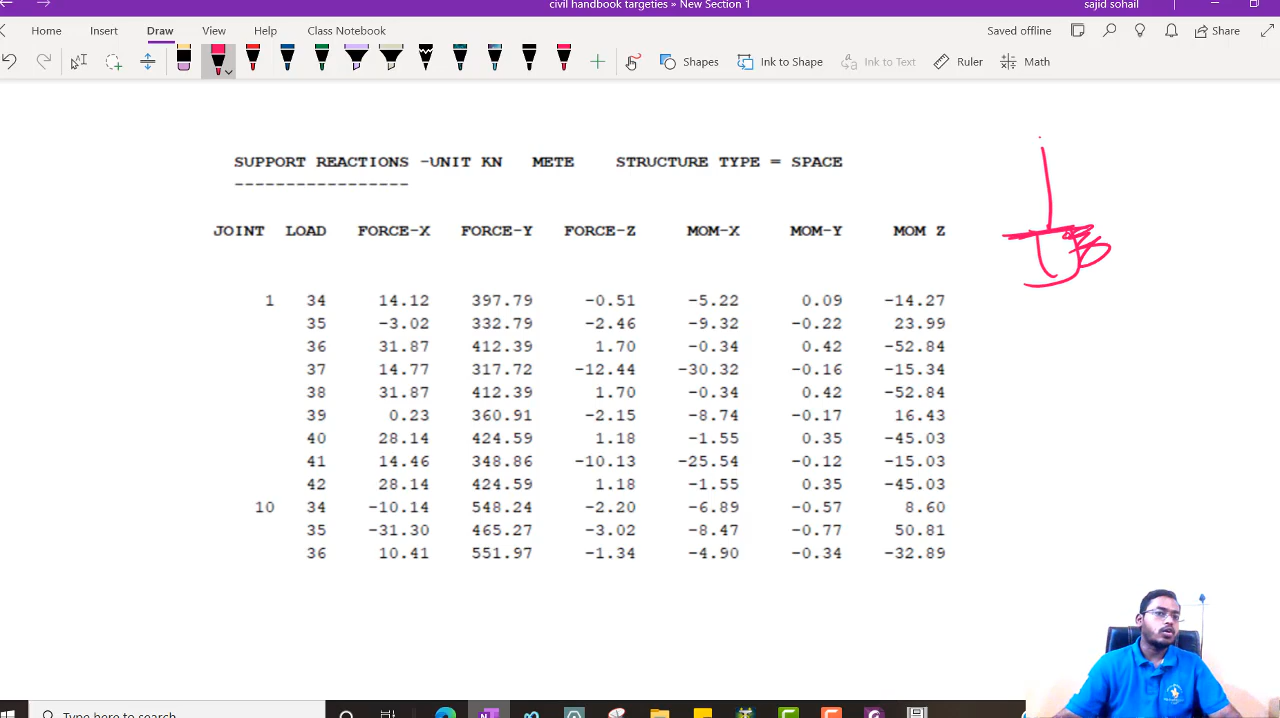 civil handbook targeties » New Section 1
sajid sohail
Home Insert Draw View Help Class Notebook Saved offline Share
Shapes Ink to Shape Ink to Text Ruler Math
SUPPORT REACTIONS -UNIT KN METE STRUCTURE TYPE = SPACE
-----------------
JOINT LOAD FORCE-X FORCE-Y FORCE-Z MOM-X MOM-Y MOM Z
1 34 14.12 397.79 -0.51 -5.22 0.09 -14.27
35 -3.02 332.79 -2.46 -9.32 -0.22 23.99
36 31.87 412.39 1.70 -0.34 0.42 -52.84
37 14.77 317.72 -12.44 -30.32 -0.16 -15.34
38 31.87 412.39 1.70 -0.34 0.42 -52.84
39 0.23 360.91 -2.15 -8.74 -0.17 16.43
40 28.14 424.59 1.18 -1.55 0.35 -45.03
41 14.46 348.86 -10.13 -25.54 -0.12 -15.03
42 28.14 424.59 1.18 -1.55 0.35 -45.03
10 34 -10.14 548.24 -2.20 -6.89 -0.57 8.60
35 -31.30 465.27 -3.02 -8.47 -0.77 50.81
36 10.41 551.97 -1.34 -4.90 -0.34 -32.89
Type here to search